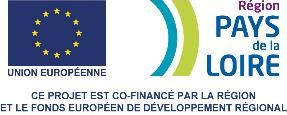 UNION EUROPÉENNE
Région
PAYS
de la
LOIRE
CE PROJET EST CO-FINANCÉ PAR LA RÉGION
ET LE FONDS EUROPÉEN DE DÉVELOPPEMENT RÉGIONAL